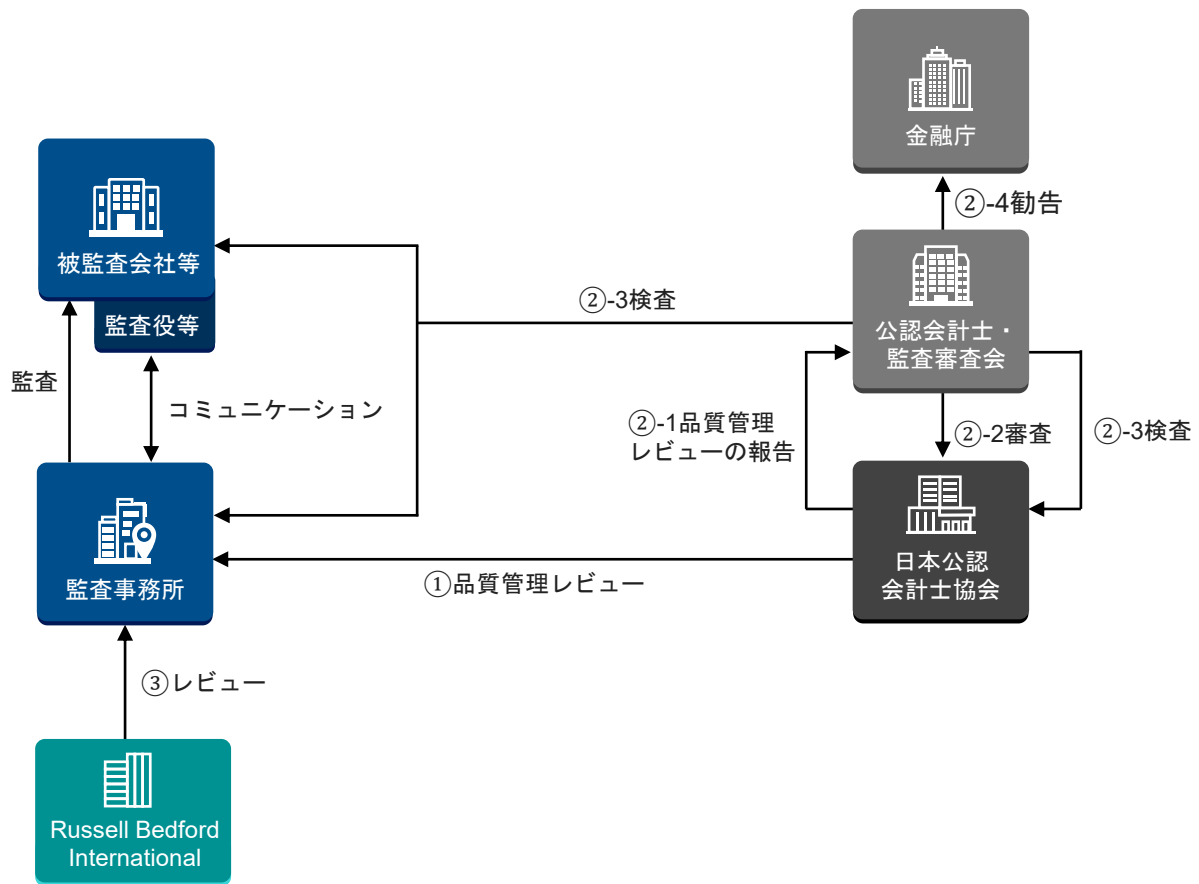 金融庁
②-4勧告
被監査会社等
監査役等
②-3検査
公認会計士・
監査審査会
監査
コミュニケーション
②-1品質管理
レビューの報告
②-2審査
②-3検査
監査事務所
①品質管理レビュー
日本公認
会計士協会
③レビュー
Russell Bedford
International